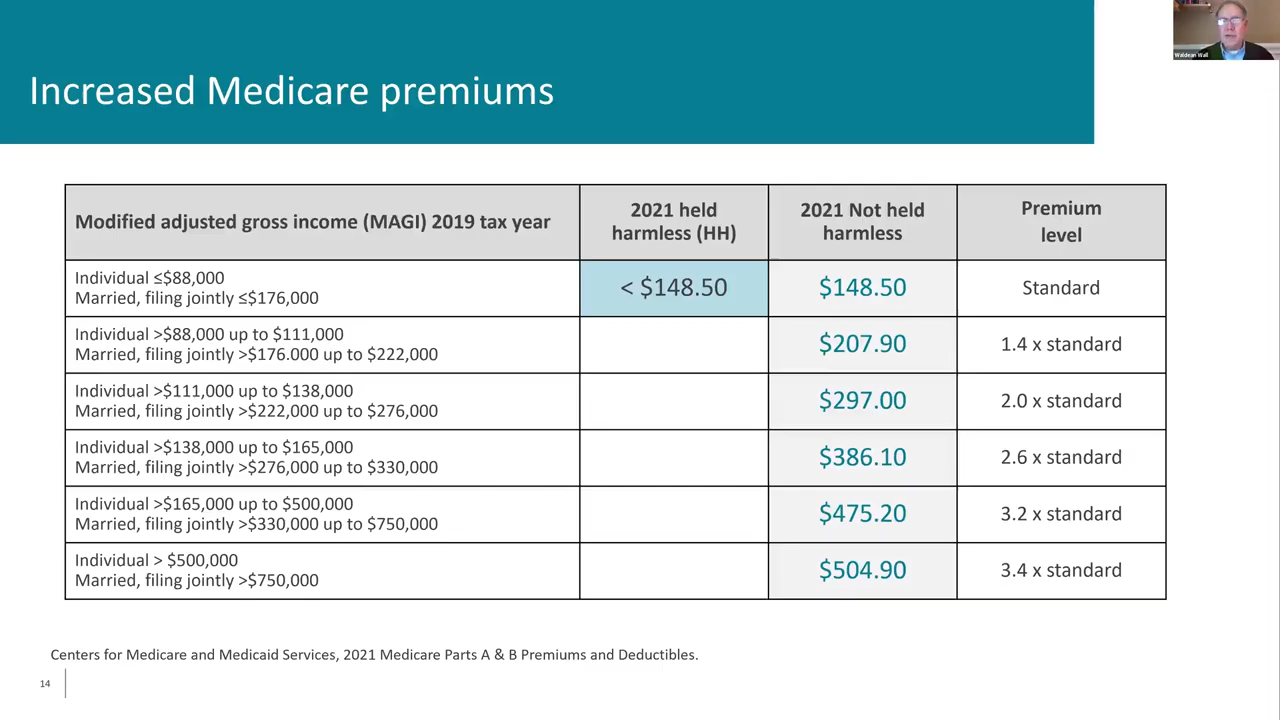 Waldean Wall
Increased Medicare premiums
Modified adjusted gross income (MAGI) 2019 tax year
2021 held
harmless (HH)
2021 Not held
harmless
Premium
level
Individual ≤$88,000
Married, filing jointly ≤$176,000
< $148.50
$148.50
Standard
Individual >$88,000 up to $111,000
Married, filing jointly >$176.000 up to $222,000
$207.90
1.4 x standard
Individual >$111,000 up to $138,000
Married, filing jointly >$222,000 up to $276,000
$297.00
2.0 x standard
Individual >$138,000 up to $165,000
Married, filing jointly >$276,000 up to $330,000
$386.10
2.6 x standard
Individual >$165,000 up to $500,000
Married, filing jointly >$330,000 up to $750,000
$475.20
3.2 x standard
Individual > $500,000
Married, filing jointly >$750,000
$504.90
3.4 x standard
Centers for Medicare and Medicaid Services, 2021 Medicare Parts A & B Premiums and Deductibles.
14